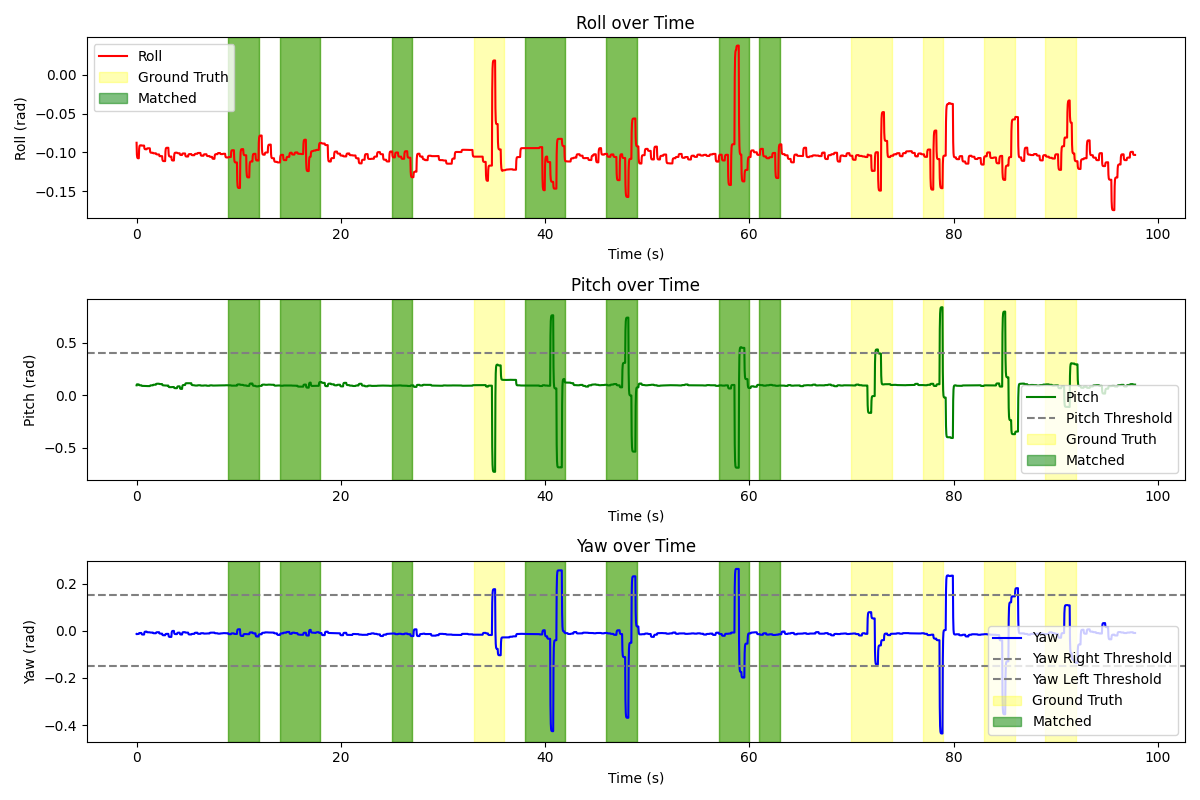 Roll over Time
Roll (rad)
0.00
−0.05
−0.10
−0.15
Roll
Ground Truth
Matched
0 20 40 60 80 100
Time (s)
Pitch over Time
Pitch (rad)
0.5
0.0
−0.5
Pitch
Pitch Threshold
Ground Truth
Matched
0 20 40 60 80 100
Time (s)
Yaw over Time
Yaw (rad)
0.2
0.0
−0.2
−0.4
Yaw
Yaw Right Threshold
Yaw Left Threshold
Ground Truth
Matched
0 20 40 60 80 100
Time (s)